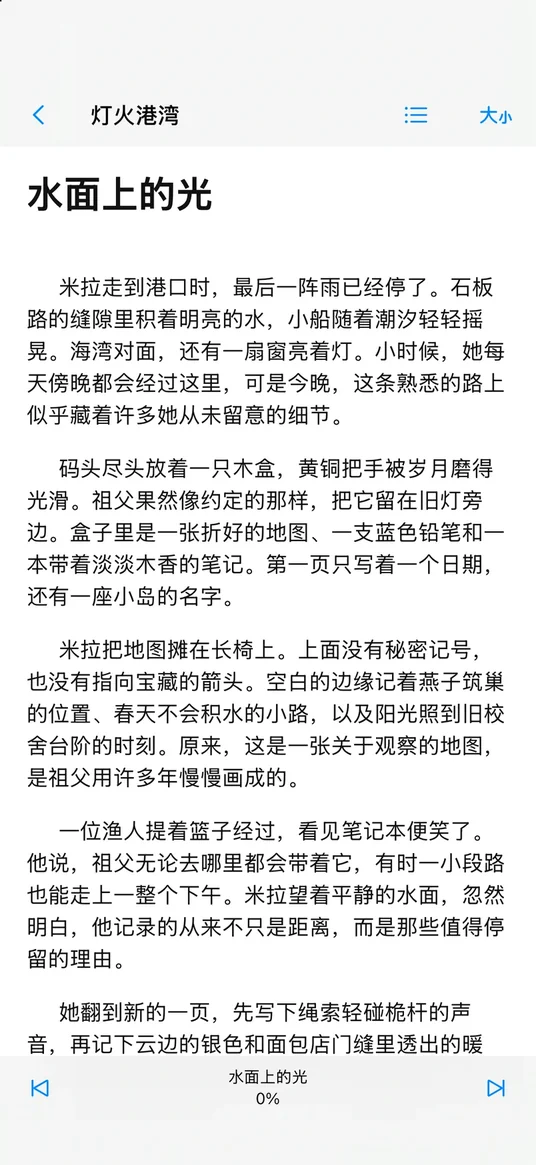 灯火港湾
大小
水面上的光
米拉走到港口时，最后一阵雨已经停了。石板
路的缝隙里积着明亮的水，小船随着潮汐轻轻摇
晃。海湾对面，还有一扇窗亮着灯。小时候，她每
天傍晚都会经过这里，可是今晚，这条熟悉的路上
似乎藏着许多她从未留意的细节。
码头尽头放着一只木盒，黄铜把手被岁月磨得
光滑。祖父果然像约定的那样，把它留在旧灯旁
边。盒子里是一张折好的地图、一支蓝色铅笔和一
本带着淡淡木香的笔记。第一页只写着一个日期，
还有一座小岛的名字。
米拉把地图摊在长椅上。上面没有秘密记号，
也没有指向宝藏的箭头。空白的边缘记着燕子筑巢
的位置、春天不会积水的小路，以及阳光照到旧校
舍台阶的时刻。原来，这是一张关于观察的地图，
是祖父用许多年慢慢画成的。
一位渔人提着篮子经过，看见笔记本便笑了。
他说，祖父无论去哪里都会带着它，有时一小段路
也能走上一整个下午。米拉望着平静的水面，忽然
明白，他记录的从来不只是距离，而是那些值得停
留的理由。
她翻到新的一页，先写下绳索轻碰桅杆的声
音，再记下云边的银色和面包店门缝里透出的暖
水面上的光
0%